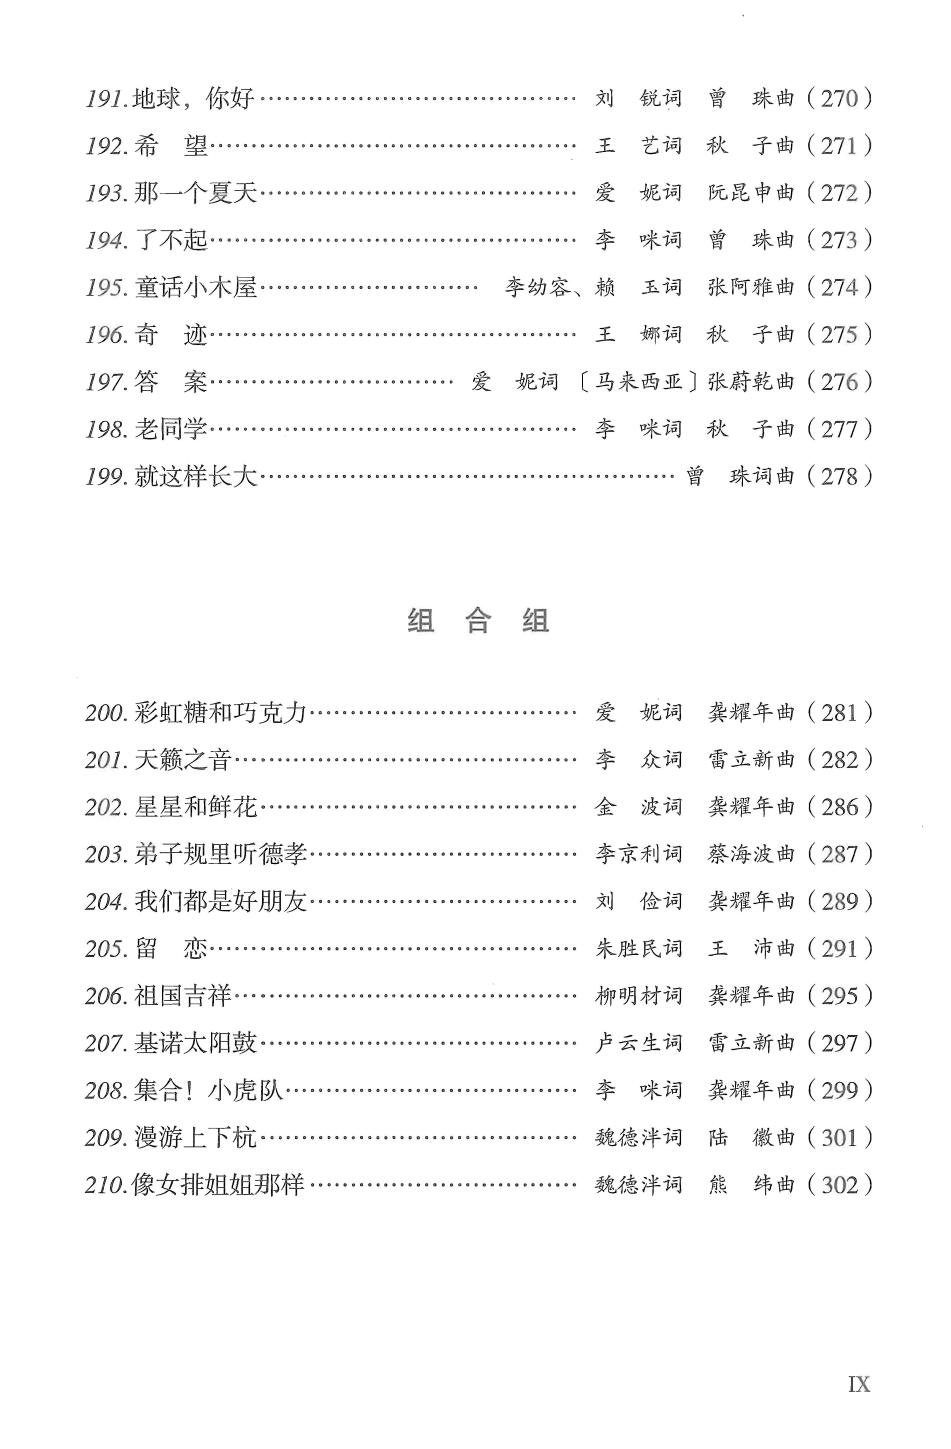 191.地球，你好…………………………………… 刘　锐词　曾　珠曲（270）
192.希　望………………………………………… 王　艺词　秋　子曲（271）
193.那一个夏天…………………………………… 爱　妮词　阮昆申曲（272）
194.了不起………………………………………… 李　咪词　曾　珠曲（273）
195.童话小木屋………………………… 李幼容、赖　玉词　张阿雅曲（274）
196.奇　迹………………………………………… 王　娜词　秋　子曲（275）
197.答　案………………………… 爱　妮词〔马来西亚〕张蔚乾曲（276）
198.老同学………………………………………… 李　咪词　秋　子曲（277）
199.就这样长大……………………………………………… 曾　珠词曲（278）
组　合　组
200.彩虹糖和巧克力……………………………… 爱　妮词　龚耀年曲（281）
201.天籁之音……………………………………… 李　众词　雷立新曲（282）
202.星星和鲜花…………………………………… 金　波词　龚耀年曲（286）
203.弟子规里听德孝……………………………… 李京利词　蔡海波曲（287）
204.我们都是好朋友……………………………… 刘　俭词　龚耀年曲（289）
205.留　恋………………………………………… 朱胜民词　王　沛曲（291）
206.祖国吉祥……………………………………… 柳明材词　龚耀年曲（295）
207.基诺太阳鼓…………………………………… 卢云生词　雷立新曲（297）
208.集合！小虎队………………………………… 李　咪词　龚耀年曲（299）
209.漫游上下杭…………………………………… 魏德泮词　陆　徽曲（301）
210.像女排姐姐那样……………………………… 魏德泮词　熊　纬曲（302）
IX